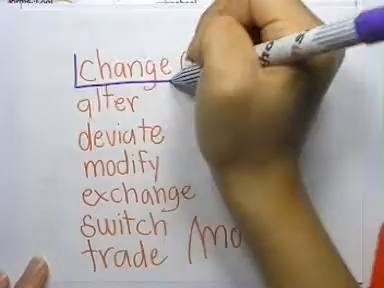 change
alter
deviate
modify
exchange
switch
trade